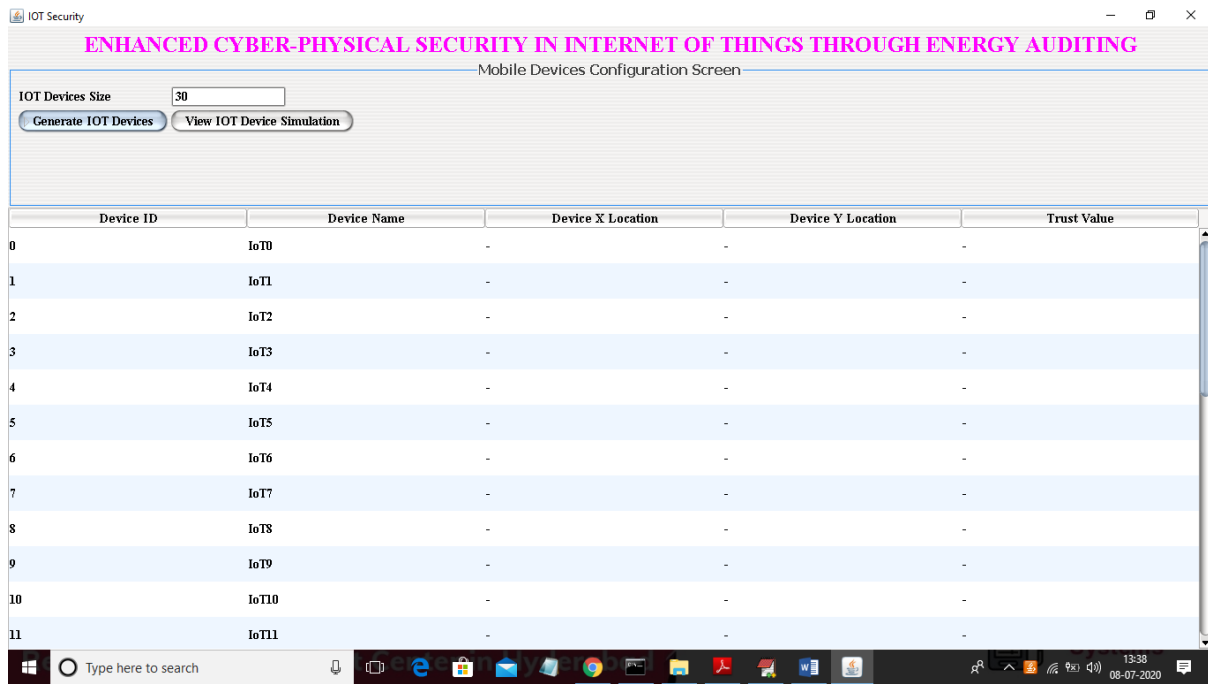 IOT Security
ENHANCED CYBER-PHYSICAL SECURITY IN INTERNET OF THINGS THROUGH ENERGY AUDITING
Mobile Devices Configuration Screen
IOT Devices Size 30
Generate IOT Devices View IOT Device Simulation
Device ID Device Name Device X Location Device Y Location Trust Value
0 IoT0 - - -
1 IoT1 - - -
2 IoT2 - - -
3 IoT3 - - -
4 IoT4 - - -
5 IoT5 - - -
6 IoT6 - - -
7 IoT7 - - -
8 IoT8 - - -
9 IoT9 - - -
10 IoT10 - - -
11 IoT11 - - -
Type here to search
13:38
08-07-2020